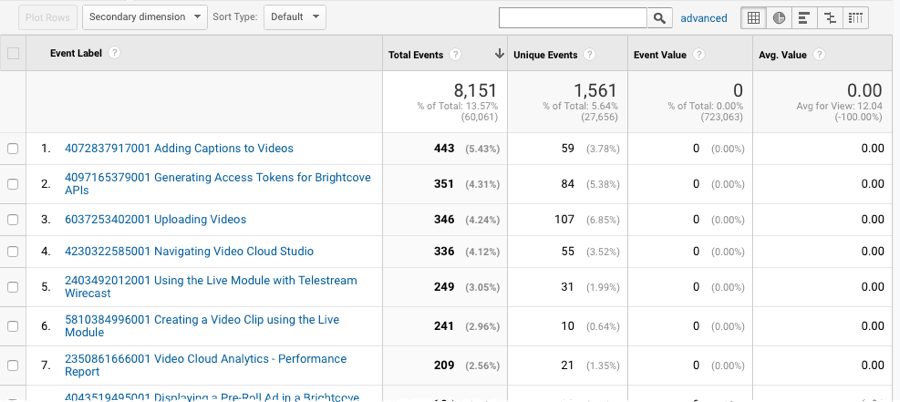 Plot Rows Secondary dimension Sort Type: Default advanced
Event Label ? Total Events ? Unique Events ? Event Value ? Avg. Value ?
8,151 1,561 0 0.00
% of Total: 13.57% % of Total: 5.64% % of Total: 0.00% Avg for View: 12.04
(60,061) (27,656) (723,063) (-100.00%)
1. 4072837917001 Adding Captions to Videos 443 (5.43%) 59 (3.78%) 0 (0.00%) 0.00
2. 4097165379001 Generating Access Tokens for Brightcove
APIs 351 (4.31%) 84 (5.38%) 0 (0.00%) 0.00
3. 6037253402001 Uploading Videos 346 (4.24%) 107 (6.85%) 0 (0.00%) 0.00
4. 4230322585001 Navigating Video Cloud Studio 336 (4.12%) 55 (3.52%) 0 (0.00%) 0.00
5. 2403492012001 Using the Live Module with Telestream
Wirecast 249 (3.05%) 31 (1.99%) 0 (0.00%) 0.00
6. 5810384996001 Creating a Video Clip using the Live
Module 241 (2.96%) 10 (0.64%) 0 (0.00%) 0.00
7. 2350861666001 Video Cloud Analytics - Performance
Report 209 (2.56%) 21 (1.35%) 0 (0.00%) 0.00
4043519495001 Displaying a Pre-Roll Ad in a Brightcove